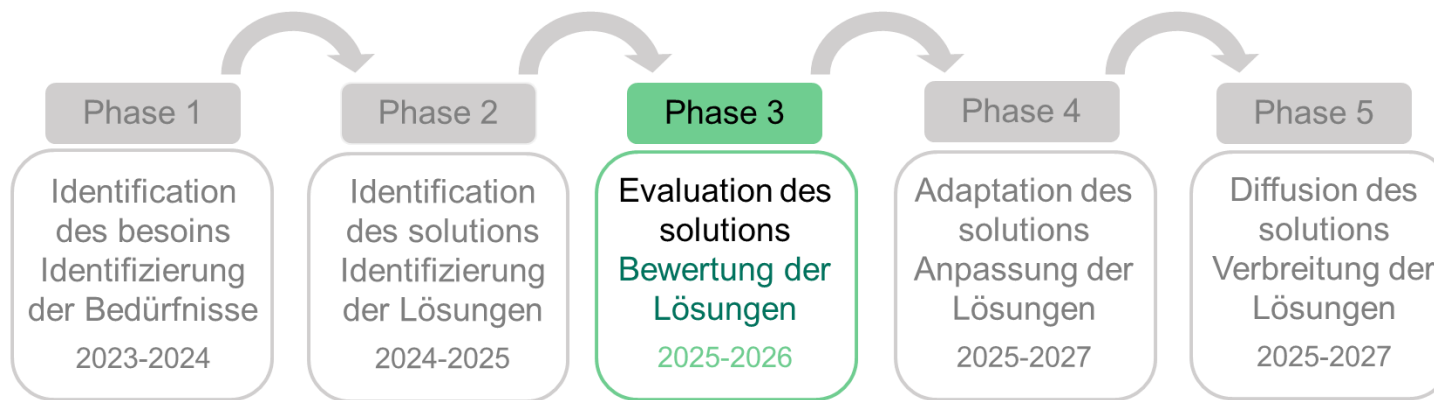 Phase 1
Identification
des besoins
Identifizierung
der Bedürfnisse
2023-2024
Phase 2
Identification
des solutions
Identifizierung
der Lösungen
2024-2025
Phase 3
Evaluation des
solutions
Bewertung der
Lösungen
2025-2026
Phase 4
Adaptation des
solutions
Anpassung der
Lösungen
2025-2027
Phase 5
Diffusion des
solutions
Verbreitung der
Lösungen
2025-2027